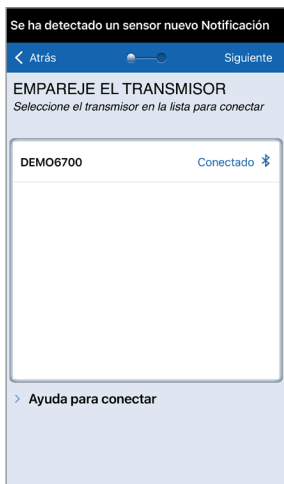 Se ha detectado un sensor nuevo Notificación
Atrás
Siguiente
EMPAREJE EL TRANSMISOR
Seleccione el transmisor en la lista para conectar
DEMO6700 Conectado
Ayuda para conectar